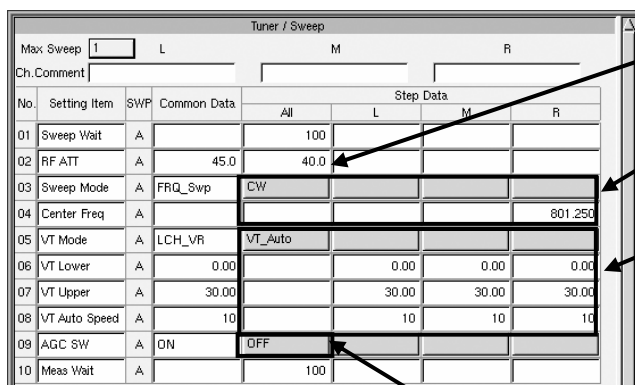 Tuner / Sweep
Max Sweep 1 L M R
Ch.Comment
No. Setting Item SWP Common Data Step Data
All L M R
01 Sweep Wait A 100
02 RF ATT A 45.0 40.0
03 Sweep Mode A FRQ_Swp CW
04 Center Freq A 801.250
05 VT Mode A LCH_VR VT_Auto
06 VT Lower A 0.00 0.00 0.00 0.00
07 VT Upper A 30.00 30.00 30.00 30.00
08 VT Auto Speed A 10 10 10 10
09 AGC SW A ON OFF
10 Meas Wait A 100